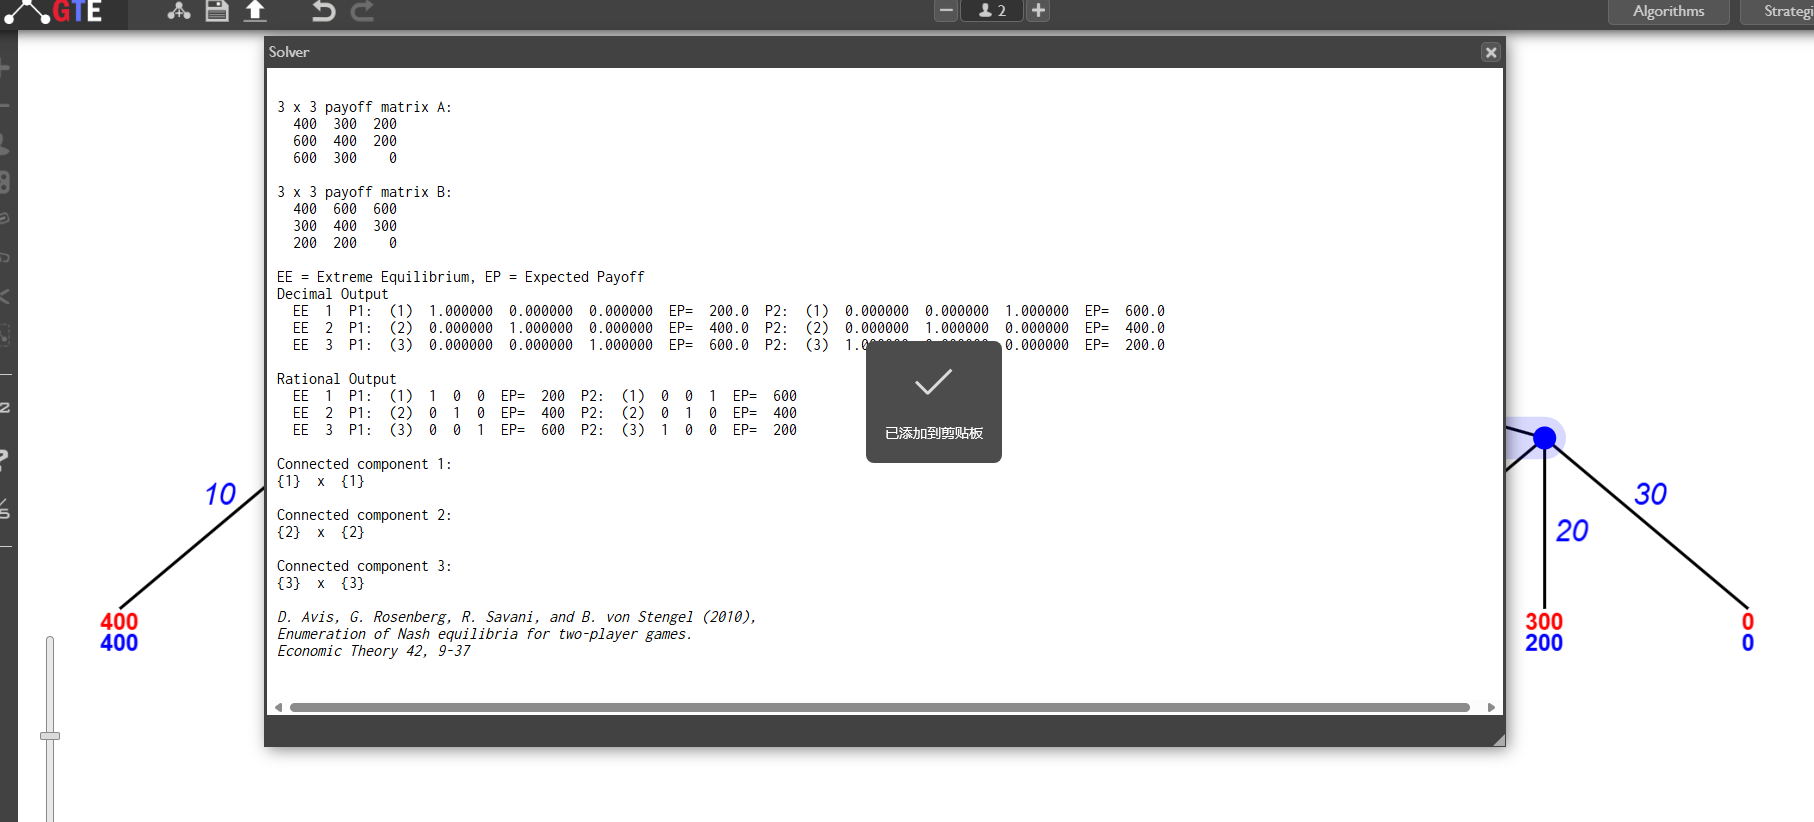 GTE
2
Algorithms
Strategi
Solver
3 x 3 payoff matrix A:
400 300 200
600 400 200
600 300 0
3 x 3 payoff matrix B:
400 600 600
300 400 300
200 200 0
EE = Extreme Equilibrium, EP = Expected Payoff
Decimal Output
EE 1 P1: (1) 1.000000 0.000000 0.000000 EP= 200.0 P2: (1) 0.000000 0.000000 1.000000 EP= 600.0
EE 2 P1: (2) 0.000000 1.000000 0.000000 EP= 400.0 P2: (2) 0.000000 1.000000 0.000000 EP= 400.0
EE 3 P1: (3) 0.000000 0.000000 1.000000 EP= 600.0 P2: (3) 0.000000 EP= 200.0
已添加到剪贴板
Rational Output
EE 1 P1: (1) 1 0 0 EP= 200 P2: (1) 0 0 1 EP= 600
EE 2 P1: (2) 0 1 0 EP= 400 P2: (2) 0 1 0 EP= 400
EE 3 P1: (3) 0 0 1 EP= 600 P2: (3) 1 0 0 EP= 200
Connected component 1:
{1} x {1}
Connected component 2:
{2} x {2}
Connected component 3:
{3} x {3}
D. Avis, G. Rosenberg, R. Savani, and B. von Stengel (2010),
Enumeration of Nash equilibria for two-player games.
Economic Theory 42, 9-37
10
400
400
30
20
300
200
0
0